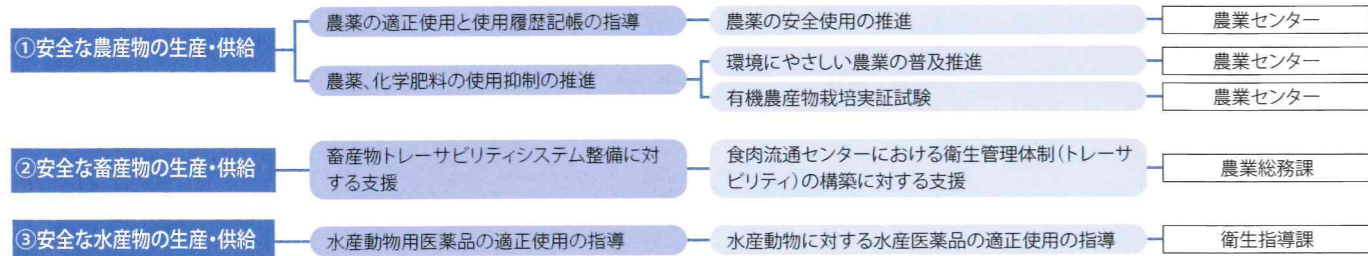 ①安全な農産物の生産・供給
農薬の適正使用と使用履歴記帳の指導
農薬の安全使用の推進
農業センター
農薬、化学肥料の使用抑制の推進
環境にやさしい農業の普及推進
農業センター
有機農産物栽培実証試験
農業センター
②安全な畜産物の生産・供給
畜産物トレーサビリティシステム整備に対
する支援
食肉流通センターにおける衛生管理体制(トレーサ
ビリティ)の構築に対する支援
農業総務課
③安全な水産物の生産・供給
水産動物用医薬品の適正使用の指導
水産動物に対する水産医薬品の適正使用の指導
衛生指導課